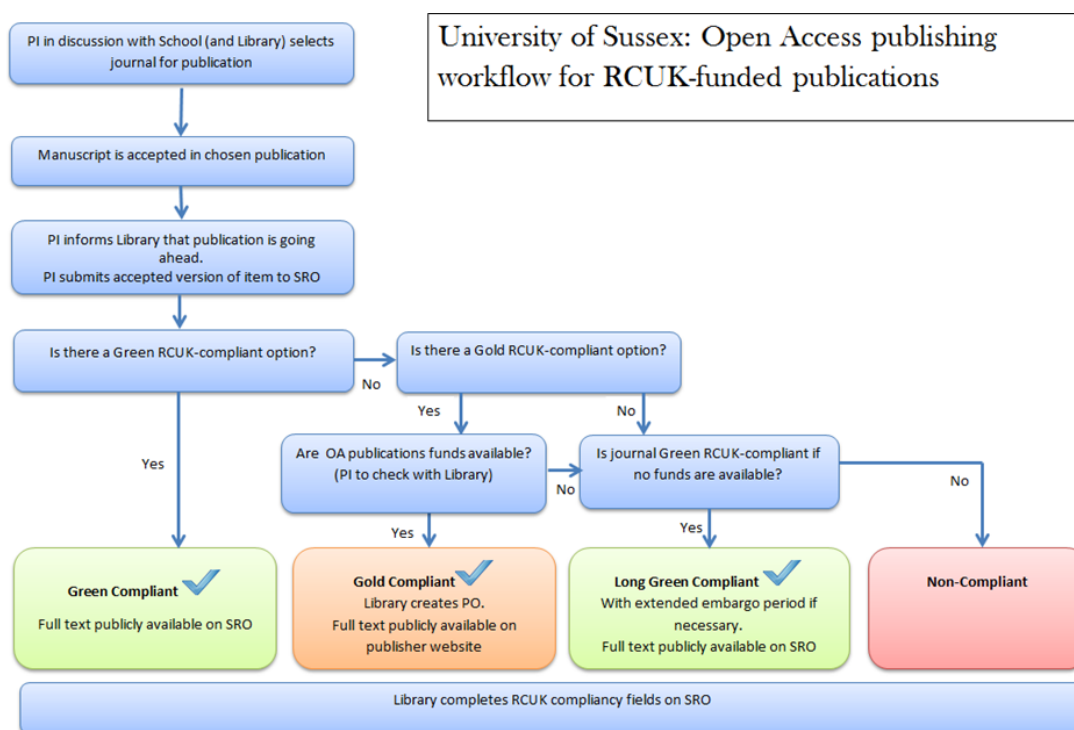 University of Sussex: Open Access publishing
workflow for RCUK-funded publications
PI in discussion with School (and Library) selects
journal for publication
Manuscript is accepted in chosen publication
PI informs Library that publication is going
ahead.
PI submits accepted version of item to SRO
Is there a Green RCUK-compliant option?
No
Is there a Gold RCUK-compliant option?
Yes
Yes
No
Are OA publications funds available?
(PI to check with Library)
No
Is journal Green RCUK-compliant if
no funds are available?
No
Yes
Yes
Green Compliant
Full text publicly available on SRO
Gold Compliant
Library creates PO.
Full text publicly available on
publisher website
Long Green Compliant
With extended embargo period if
necessary.
Full text publicly available on SRO
Non-Compliant
Library completes RCUK compliancy fields on SRO